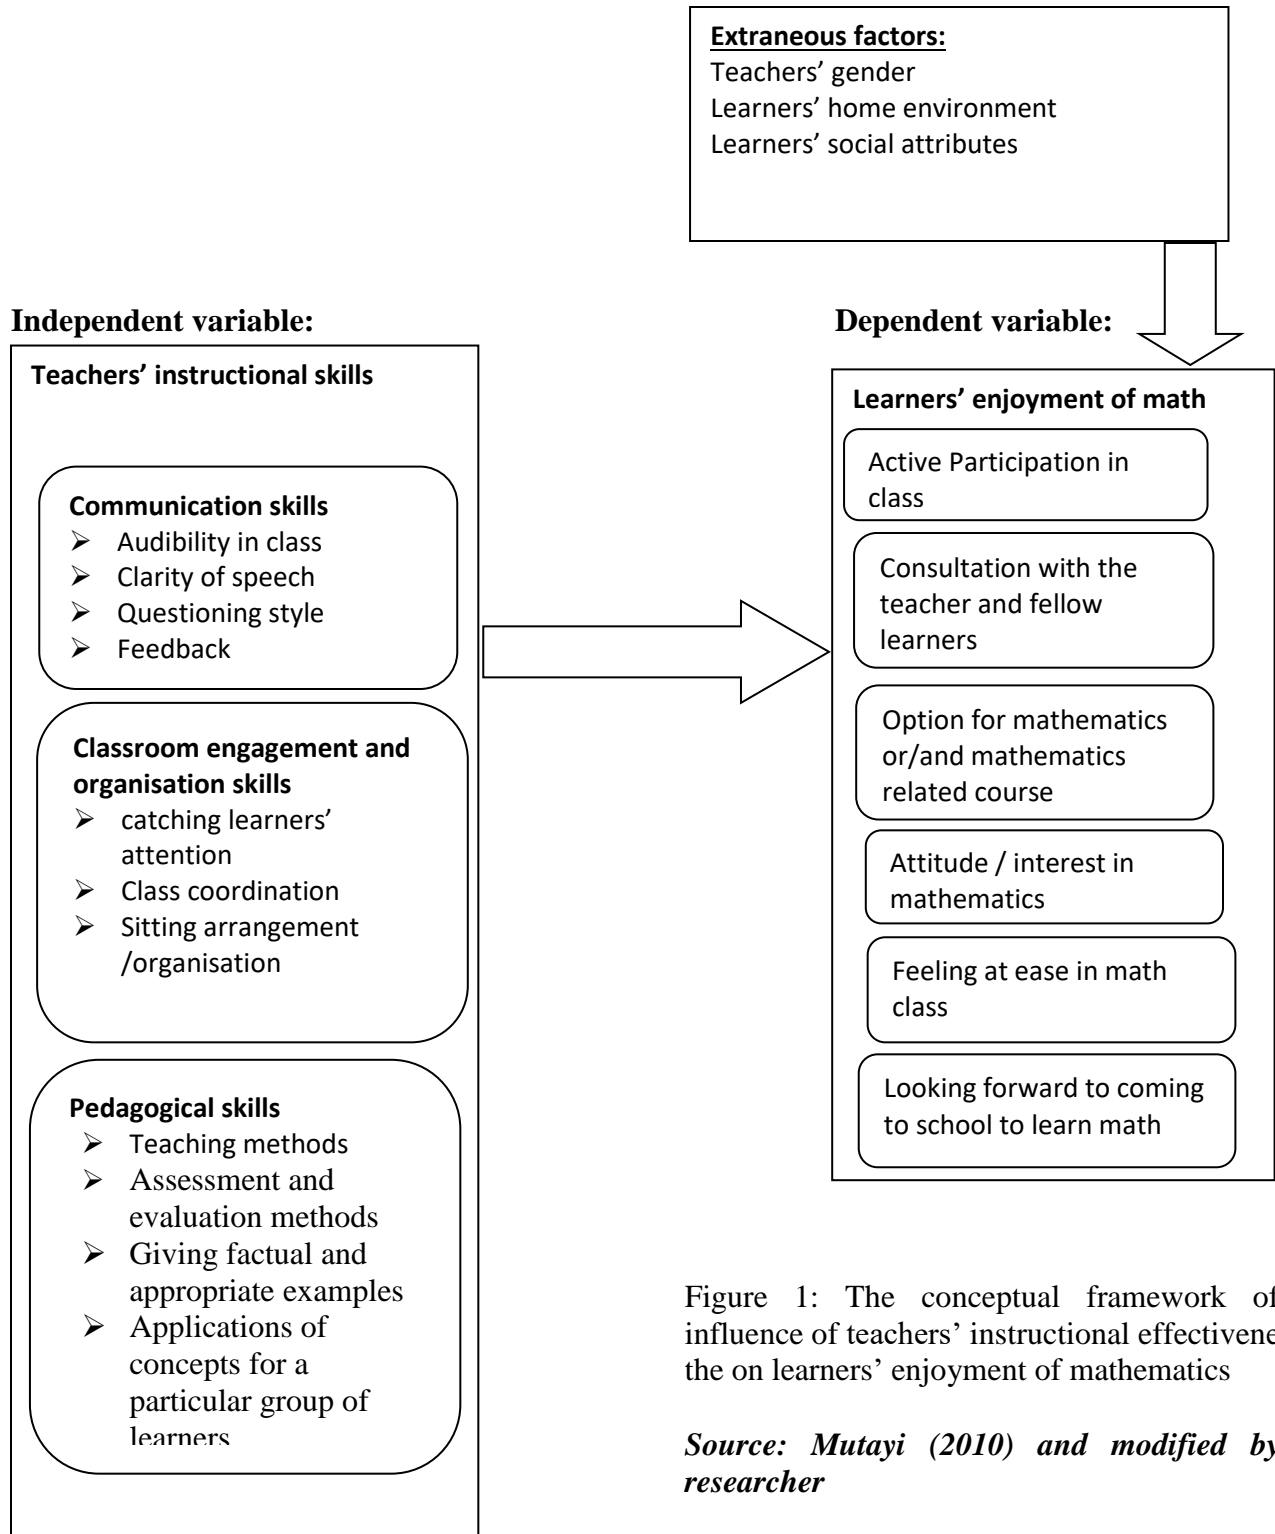 Extraneous factors:
Teachers’ gender
Learners’ home environment
Learners’ social attributes
Independent variable:
Teachers’ instructional skills
Communication skills
➢ Audibility in class
➢ Clarity of speech
➢ Questioning style
➢ Feedback
Classroom engagement and
organisation skills
➢ catching learners’
attention
➢ Class coordination
➢ Sitting arrangement
/organisation
Pedagogical skills
➢ Teaching methods
➢ Assessment and
evaluation methods
➢ Giving factual and
appropriate examples
➢ Applications of
concepts for a
particular group of
learners
Dependent variable:
Learners’ enjoyment of math
Active Participation in
class
Consultation with the
teacher and fellow
learners
Option for mathematics
or/and mathematics
related course
Attitude / interest in
mathematics
Feeling at ease in math
class
Looking forward to coming
to school to learn math
Figure 1: The conceptual framework of
influence of teachers’ instructional effectivene
the on learners’ enjoyment of mathematics
Source: Mutayi (2010) and modified by
researcher